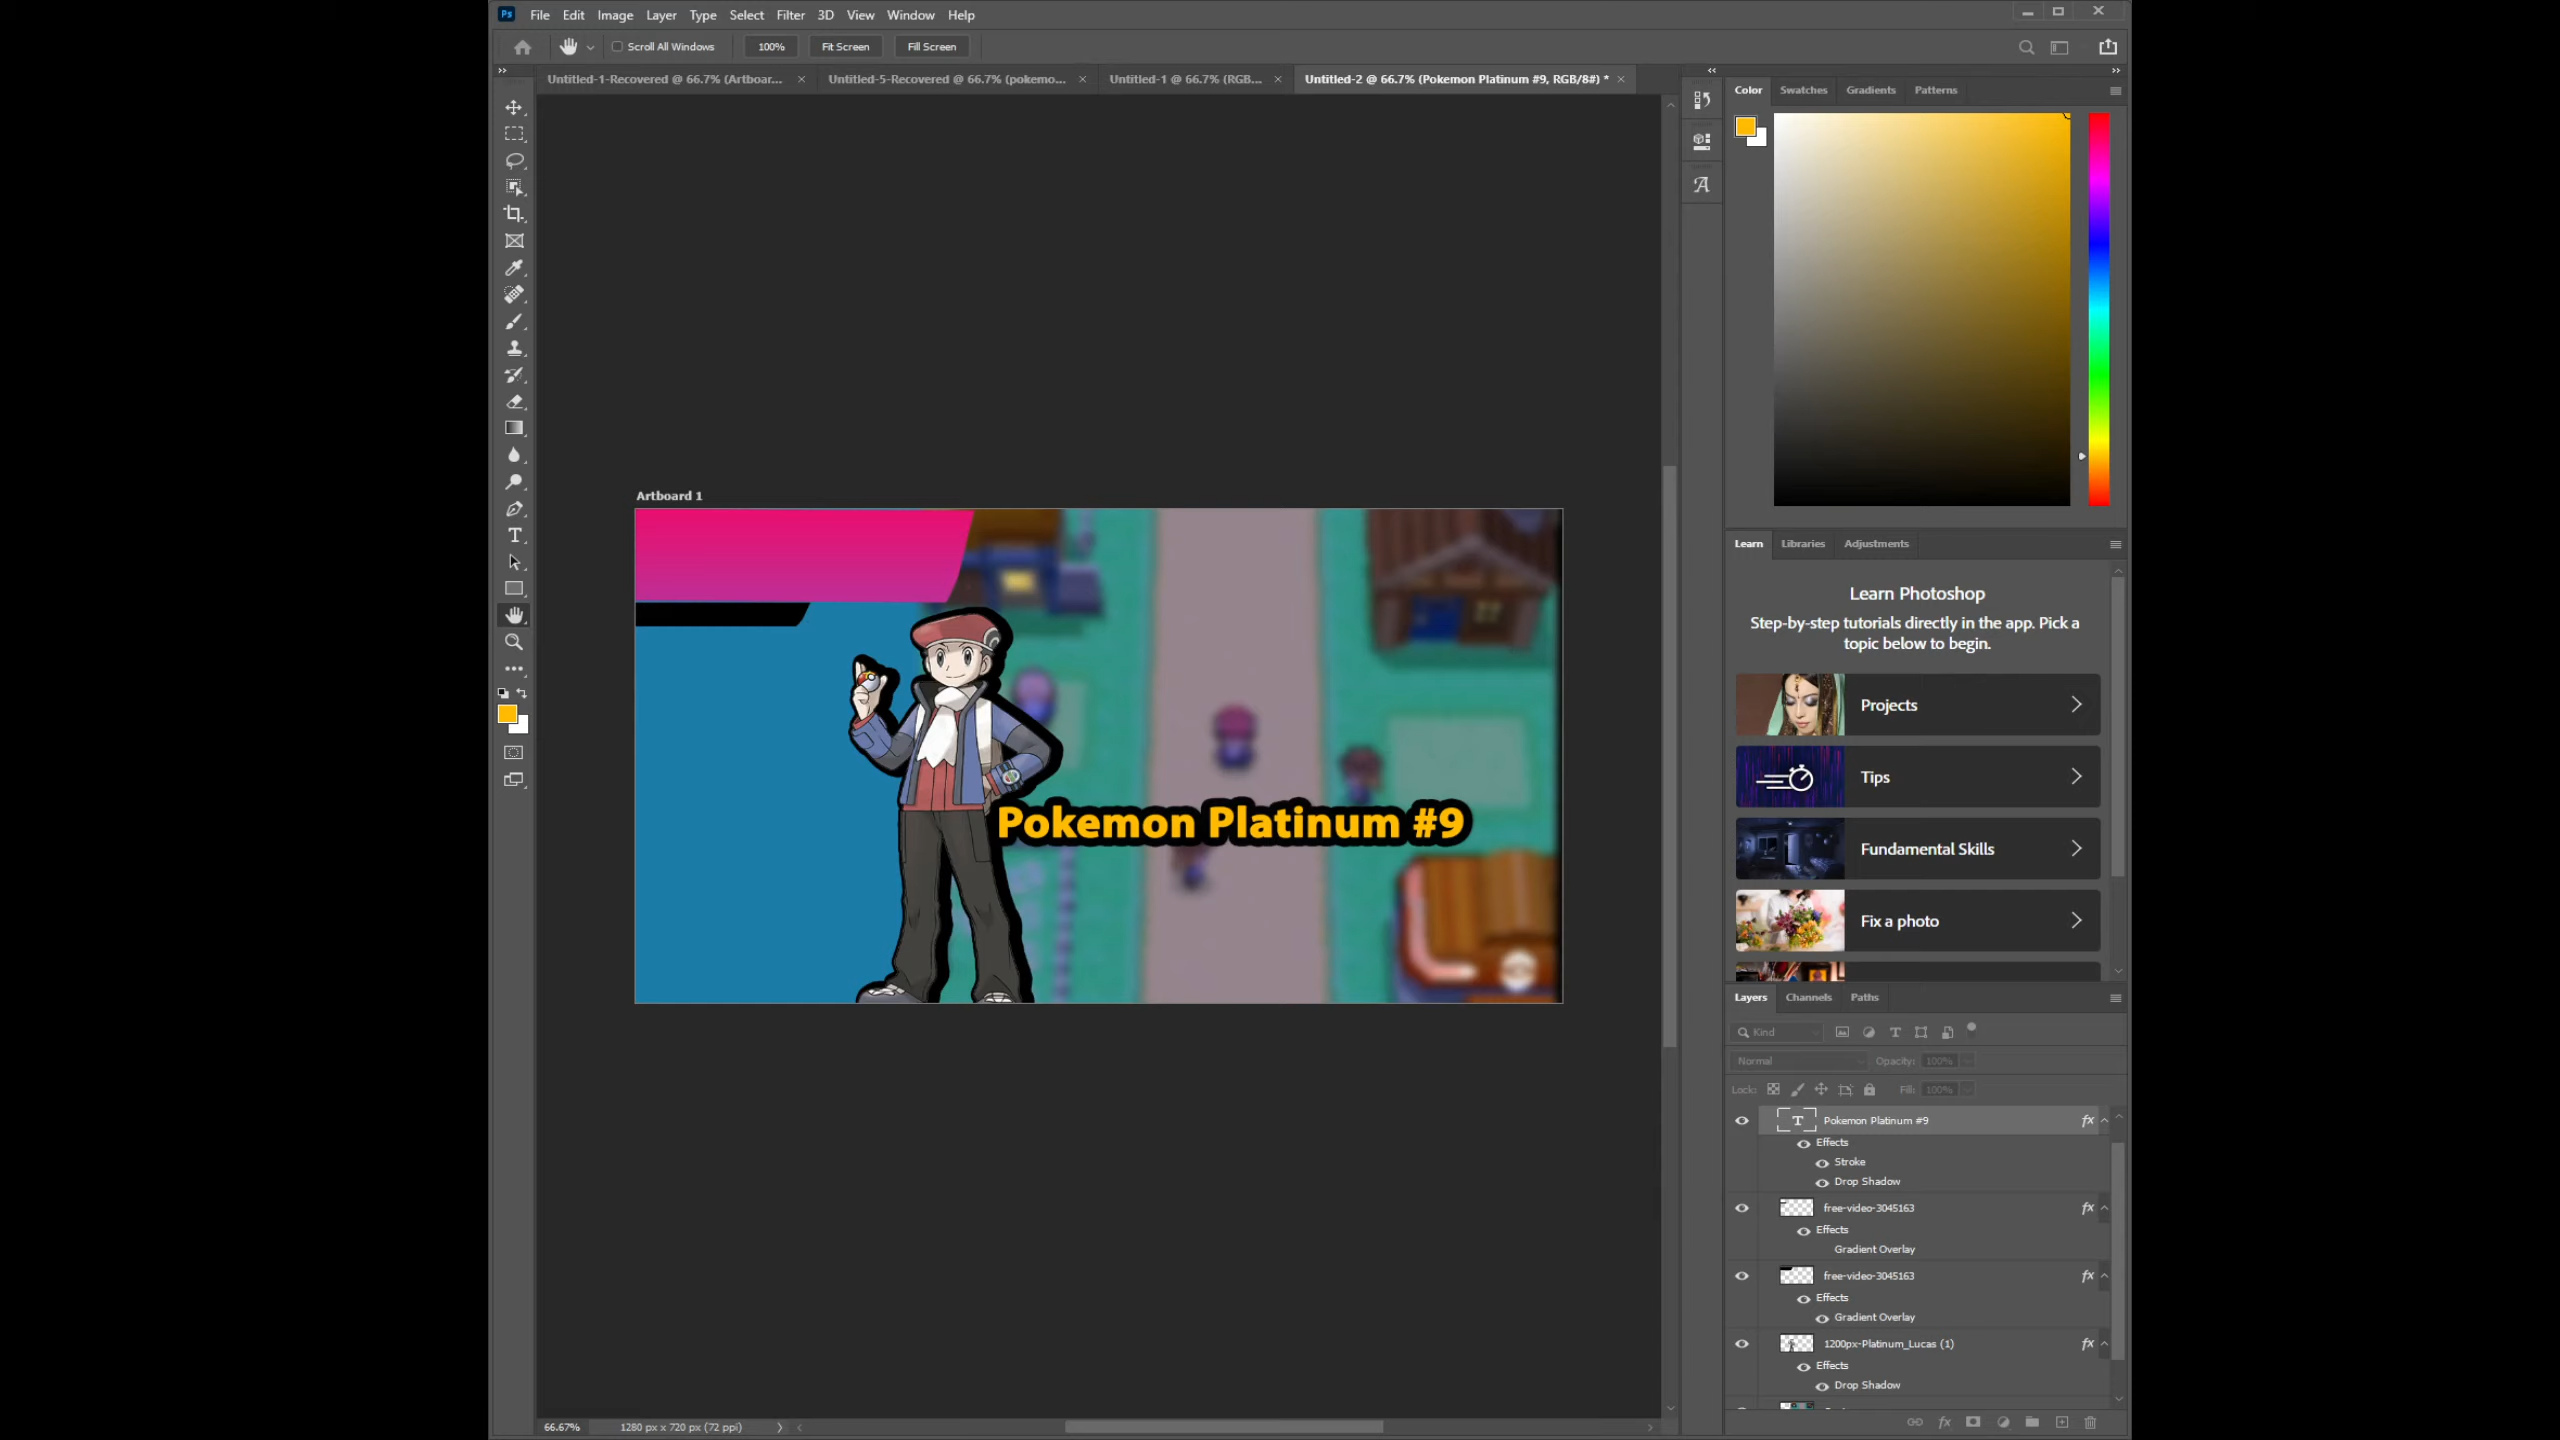 Ps File Edit Image Layer Type Select Filter 3D View Window Help
Scroll All Windows 100% Fit Screen Fill Screen
Untitled-1-Recovered @ 66.7% (Artboar... × Untitled-5-Recovered @ 66.7% (pokemo... × Untitled-1 @ 66.7% (RGB... × Untitled-2 @ 66.7% (Pokemon Platinum #9, RGB/8#) * ×
Color Swatches Gradients Patterns
Artboard 1
Pokemon Platinum #9
Learn Libraries Adjustments
Learn Photoshop
Step-by-step tutorials directly in the app. Pick a
topic below to begin.
Projects
Tips
Fundamental Skills
Fix a photo
Layers Channels Paths
Kind
Normal Opacity: 100%
Lock: Fill: 100%
Pokemon Platinum #9 fx
Effects
Stroke
Drop Shadow
free-video-3045163 fx
Effects
Gradient Overlay
free-video-3045163 fx
Effects
Gradient Overlay
1200px-Platinum_Lucas (1) fx
Effects
Drop Shadow
66.67% 1280 px x 720 px (72 ppi)